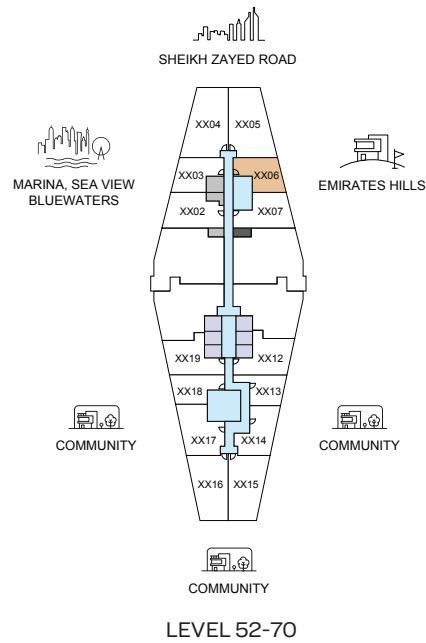 SHEIKH ZAYED ROAD
XX04 XX05
XX03 XX06
MARINA, SEA VIEW
BLUEWATERS
EMIRATES HILLS
XX02 XX07
XX19 XX12
XX18 XX13
COMMUNITY
COMMUNITY
XX17 XX14
XX16 XX15
COMMUNITY
LEVEL 52-70